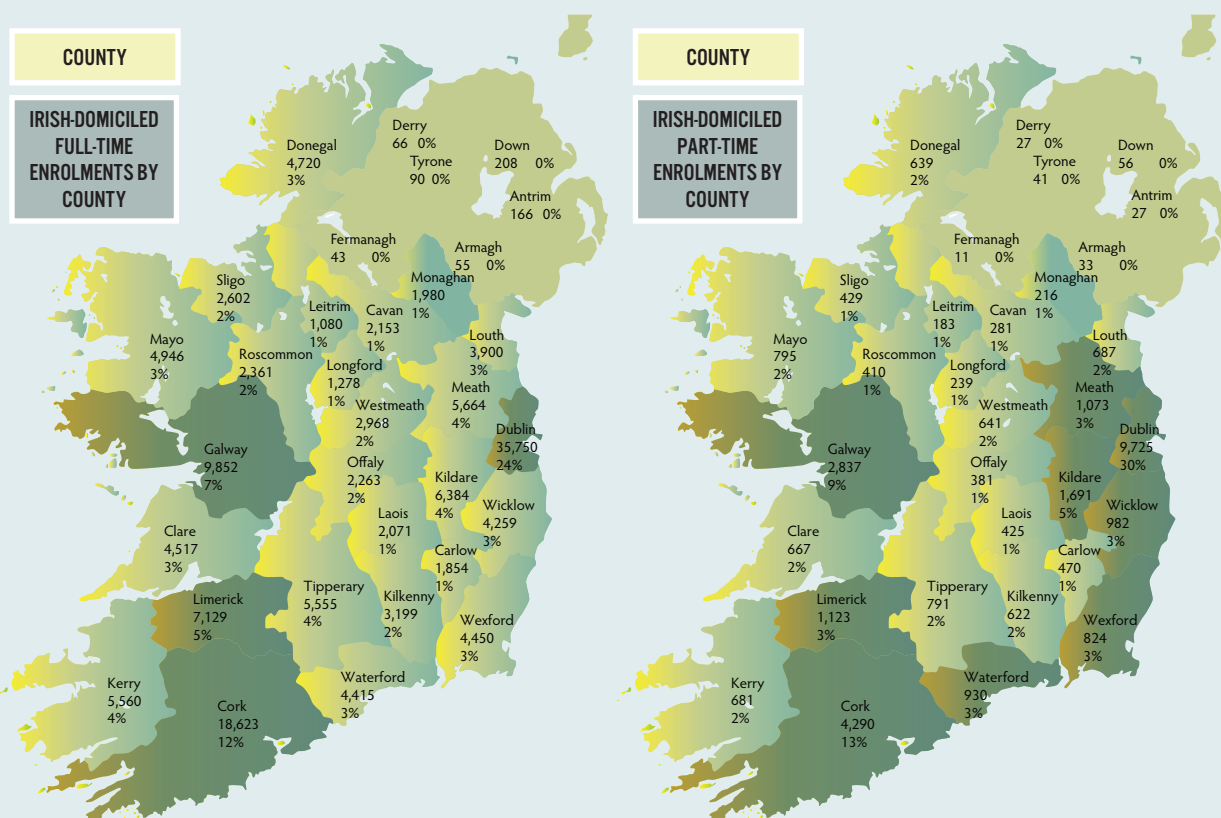 COUNTY
IRISH-DOMICILED
FULL-TIME
ENROLMENTS BY
COUNTY
Donegal
4,720
3%
Derry
66 0%
Tyrone
90 0%
Down
208 0%
Antrim
166 0%
Fermanagh
43 0%
Armagh
55 0%
Monaghan
1,980
1%
Sligo
2,602
2%
Leitrim
1,080
1%
Cavan
2,153
1%
Louth
3,900
3%
Mayo
4,946
3%
Roscommon
2,361
2%
Longford
1,278
1%
Meath
5,664
4%
Westmeath
2,968
2%
Dublin
35,750
24%
Galway
9,852
7%
Offaly
2,263
2%
Kildare
6,384
4%
Wicklow
4,259
3%
Laois
2,071
1%
Clare
4,517
3%
Carlow
1,854
1%
Tipperary
5,555
4%
Kilkenny
3,199
2%
Limerick
7,129
5%
Wexford
4,450
3%
Waterford
4,415
3%
Kerry
5,560
4%
Cork
18,623
12%
COUNTY
IRISH-DOMICILED
PART-TIME
ENROLMENTS BY
COUNTY
Donegal
639
2%
Derry
27 0%
Tyrone
41 0%
Down
56 0%
Antrim
27 0%
Fermanagh
11 0%
Armagh
33 0%
Monaghan
216
1%
Sligo
429
1%
Leitrim
183
1%
Cavan
281
1%
Louth
687
2%
Mayo
795
2%
Roscommon
410
1%
Longford
239
1%
Meath
1,073
3%
Westmeath
641
2%
Dublin
9,725
30%
Galway
2,837
9%
Offaly
381
1%
Kildare
1,691
5%
Wicklow
982
3%
Laois
425
1%
Clare
667
2%
Carlow
470
1%
Tipperary
791
2%
Kilkenny
622
2%
Limerick
1,123
3%
Wexford
824
3%
Waterford
930
3%
Kerry
681
2%
Cork
4,290
13%